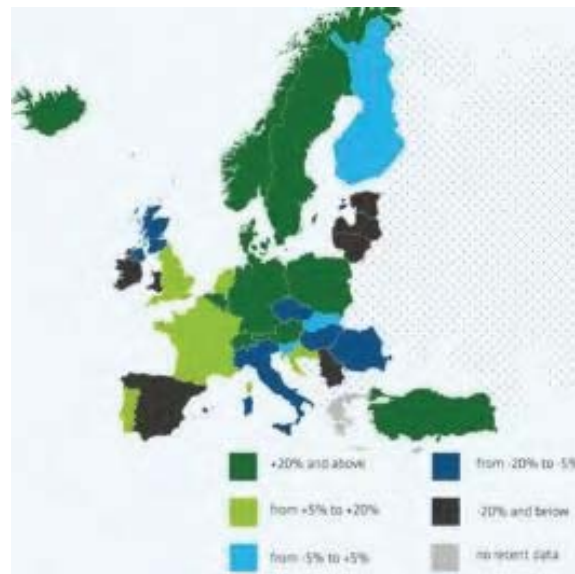 +20% and above
from +5% to +20%
from -5% to +5%
from -20% to -5%
-20% and below
no recent data